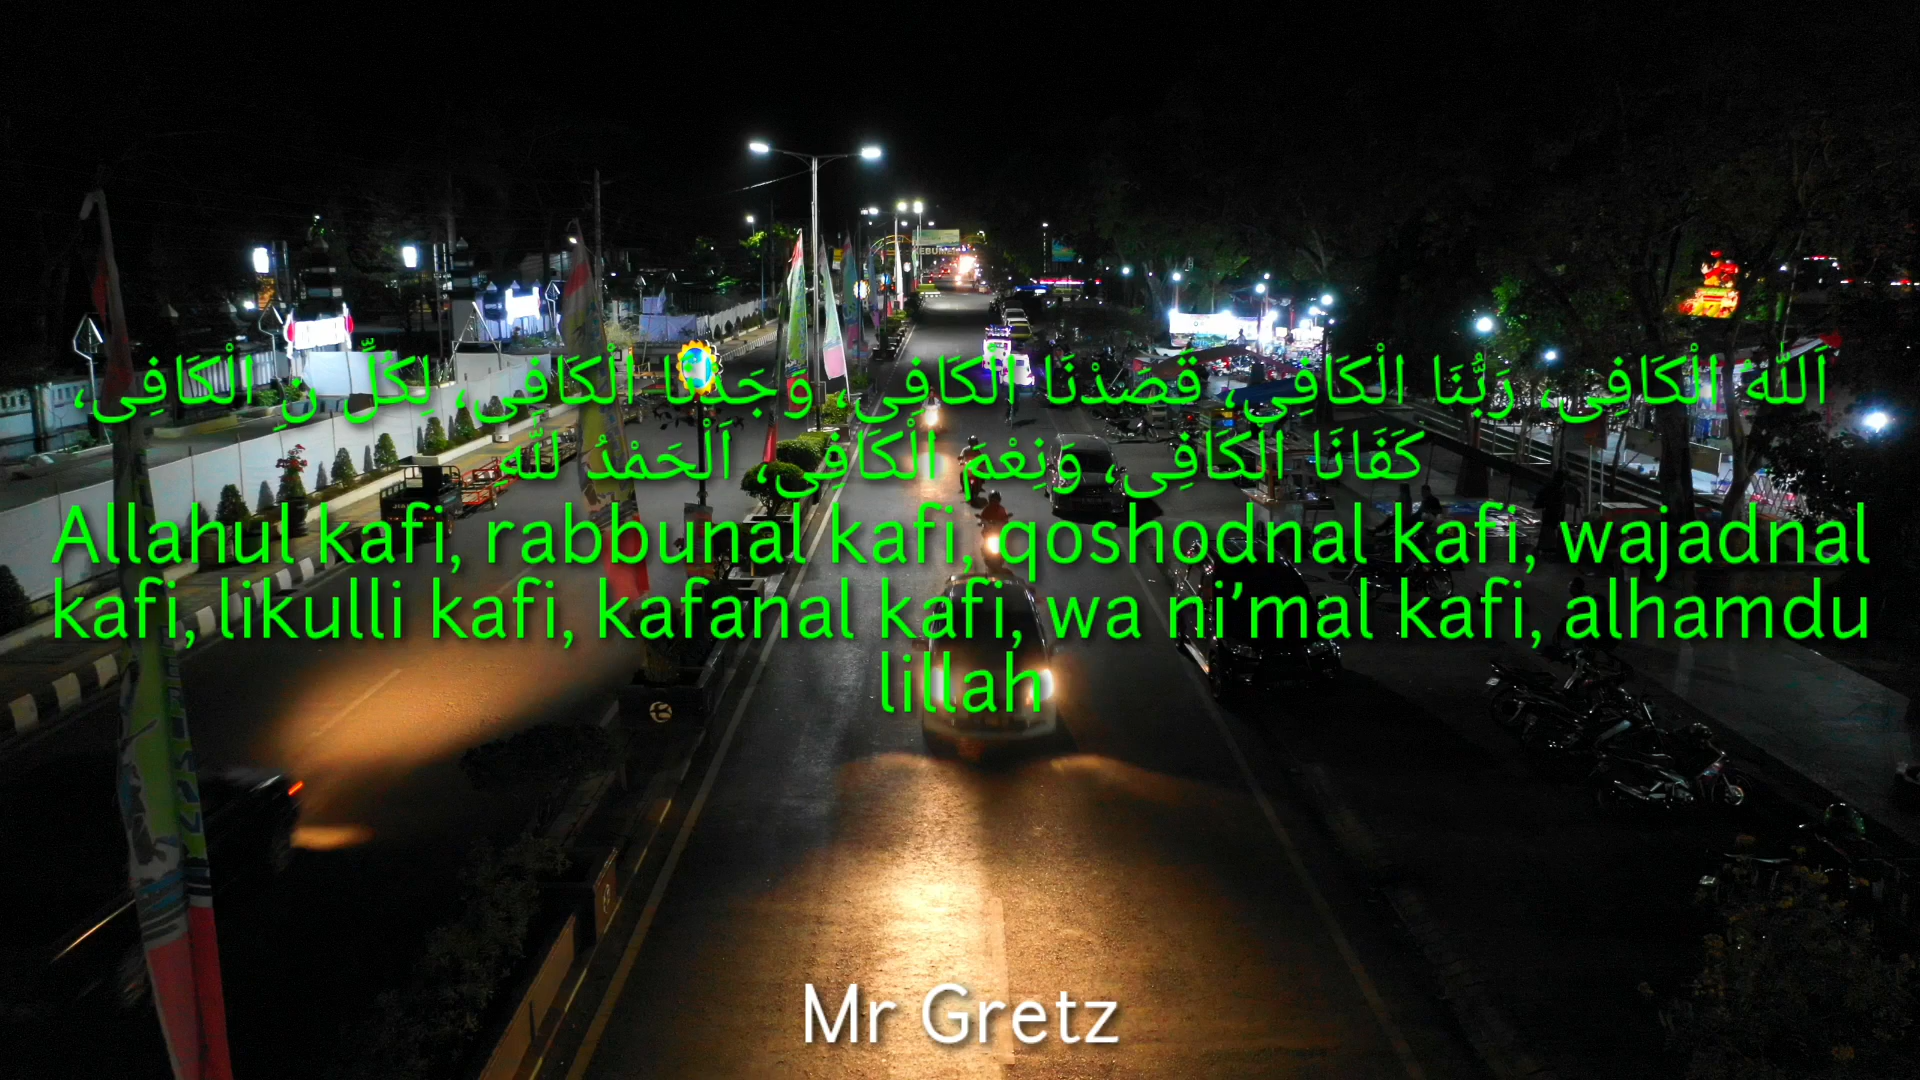 KEBUMEN
اَللّٰهُ الْكَافِى، رَبُّنَا الْكَافِى، قَصَدْنَا الْكَافِى، وَجَدْنَا الْكَافِى، لِكُلٍّ نِ الْكَافِى،
كَفَانَا الْكَافِى، وَنِعْمَ الْكَافِى، اَلْحَمْدُ لِلّٰهِ
Allahul kafi, rabbunal kafi, qoshodnal kafi, wajadnal
kafi, likulli kafi, kafanal kafi, wa ni’mal kafi, alhamdu
lillah
Mr Gretz